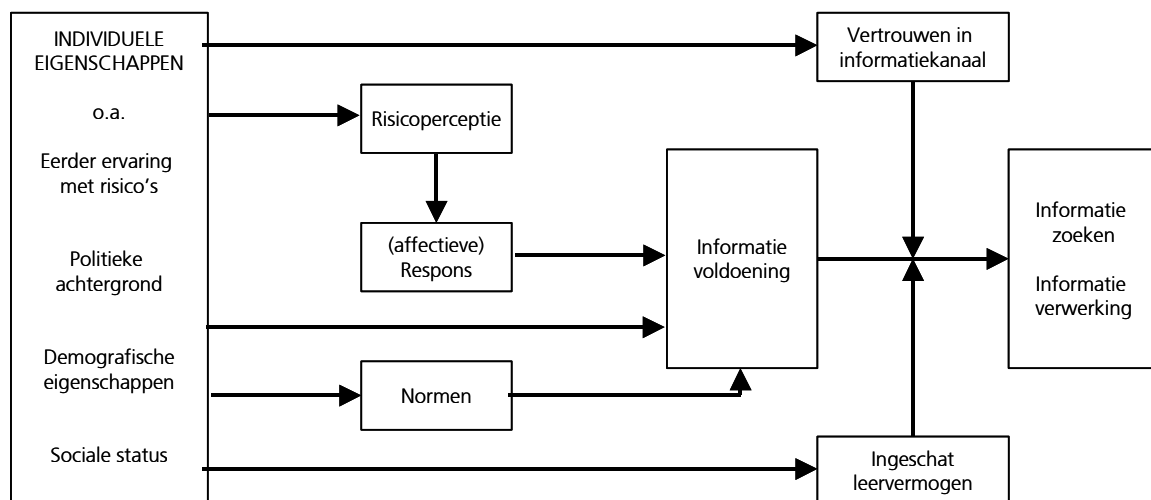 INDIVIDUELE
EIGENSCHAPPEN
o.a.
Eerder ervaring
met risico's
Politieke
achtergrond
Demografische
eigenschappen
Sociale status
Risicoperceptie
(affectieve)
Respons
Normen
Informatie
voldoening
Vertrouwen in
informatiekanaal
Ingeschat
leervermogen
Informatie
zoeken
Informatie
verwerking